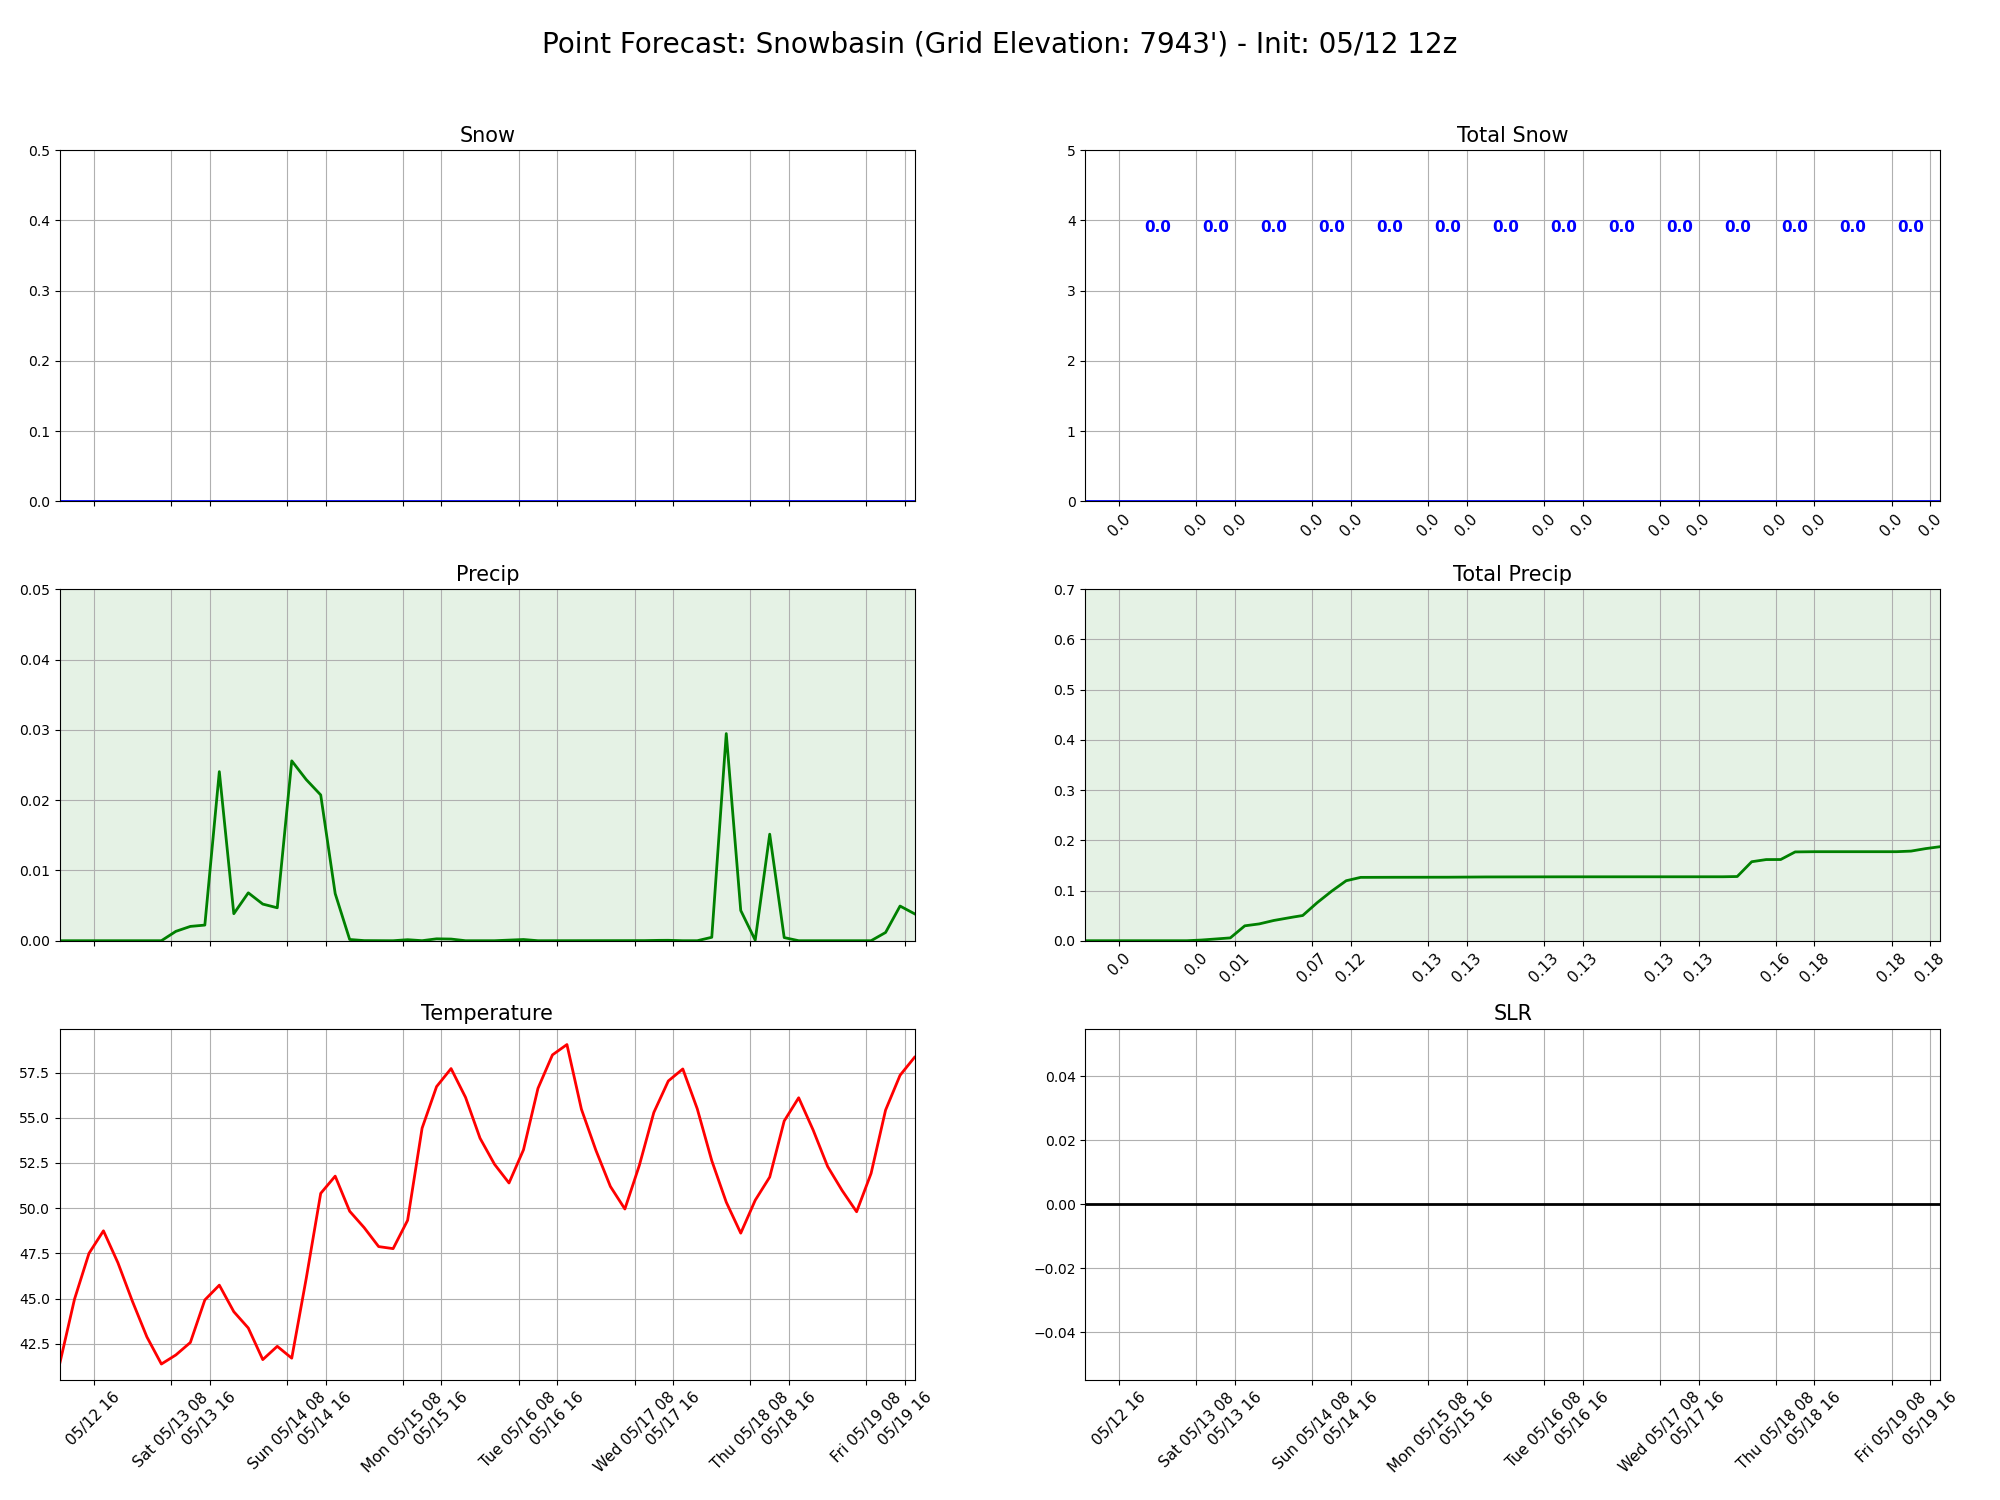 Point Forecast: Snowbasin (Grid Elevation: 7943') - Init: 05/12 12z
Snow
0.5
0.4
0.3
0.2
0.1
0.0
Total Snow
5
4
3
2
1
0
0.0 0.0 0.0 0.0 0.0 0.0 0.0 0.0 0.0 0.0 0.0 0.0 0.0 0.0
0.0 0.0 0.0 0.0 0.0 0.0 0.0 0.0 0.0 0.0 0.0 0.0 0.0 0.0 0.0
Precip
0.05
0.04
0.03
0.02
0.01
0.00
Total Precip
0.7
0.6
0.5
0.4
0.3
0.2
0.1
0.0
0.0 0.0 0.01 0.07 0.12 0.13 0.13 0.13 0.13 0.13 0.13 0.16 0.18 0.18 0.18
Temperature
57.5
55.0
52.5
50.0
47.5
45.0
42.5
05/12 16
Sat 05/13 08
05/13 16
Sun 05/14 08
05/14 16
Mon 05/15 08
05/15 16
Tue 05/16 08
05/16 16
Wed 05/17 08
05/17 16
Thu 05/18 08
05/18 16
Fri 05/19 08
05/19 16
SLR
0.04
0.02
0.00
−0.02
−0.04
05/12 16
Sat 05/13 08
05/13 16
Sun 05/14 08
05/14 16
Mon 05/15 08
05/15 16
Tue 05/16 08
05/16 16
Wed 05/17 08
05/17 16
Thu 05/18 08
05/18 16
Fri 05/19 08
05/19 16